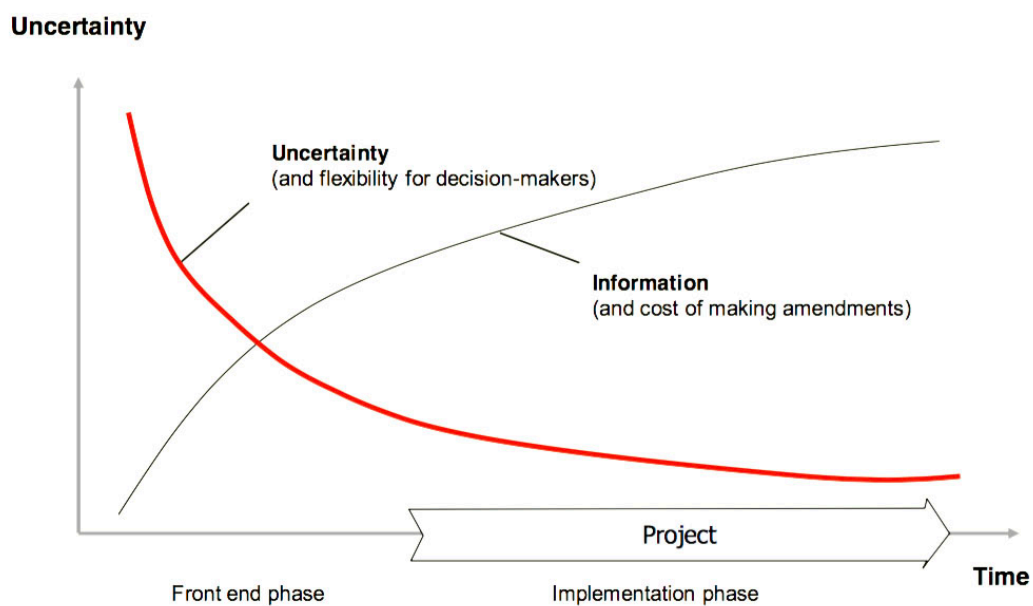 Uncertainty
Uncertainty
(and flexibility for decision-makers)
Information
(and cost of making amendments)
Project
Time
Front end phase
Implementation phase